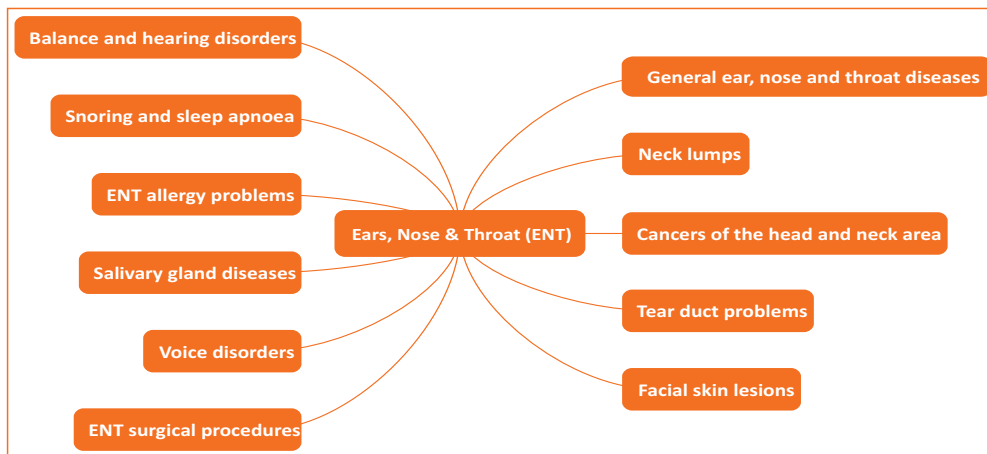 Balance and hearing disorders
Snoring and sleep apnoea
ENT allergy problems
Salivary gland diseases
Voice disorders
ENT surgical procedures
Ears, Nose & Throat (ENT)
General ear, nose and throat diseases
Neck lumps
Cancers of the head and neck area
Tear duct problems
Facial skin lesions